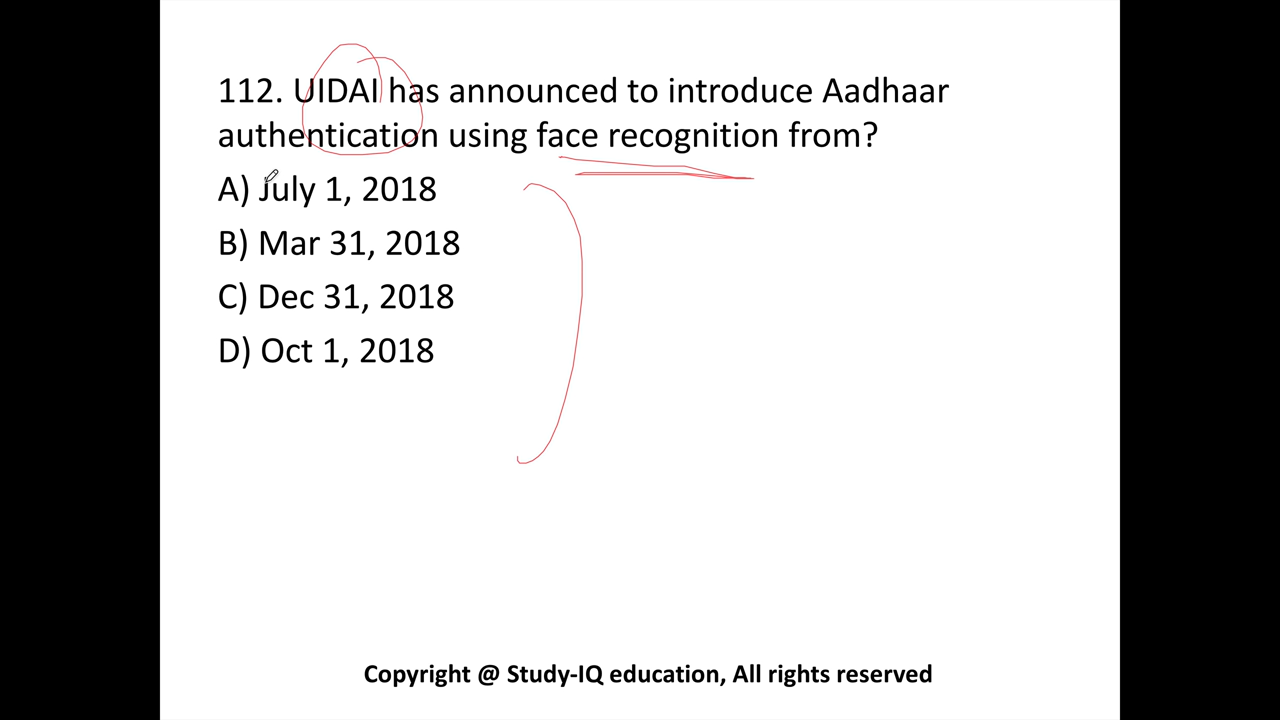 112. UIDAI has announced to introduce Aadhaar
authentication using face recognition from?
A) July 1, 2018
B) Mar 31, 2018
C) Dec 31, 2018
D) Oct 1, 2018
Copyright @ Study-IQ education, All rights reserved